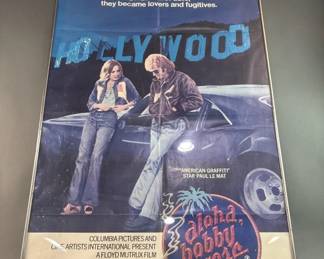 they became lovers and fugitives.
HOLLYWOOD
"AMERICAN GRAFFITI"
STAR PAUL LE MAT
aloha,
bobby
COLUMBIA PICTURES AND
ARTISTS INTERNATIONAL PRESENT
A FLOYD MUTRUX FILM